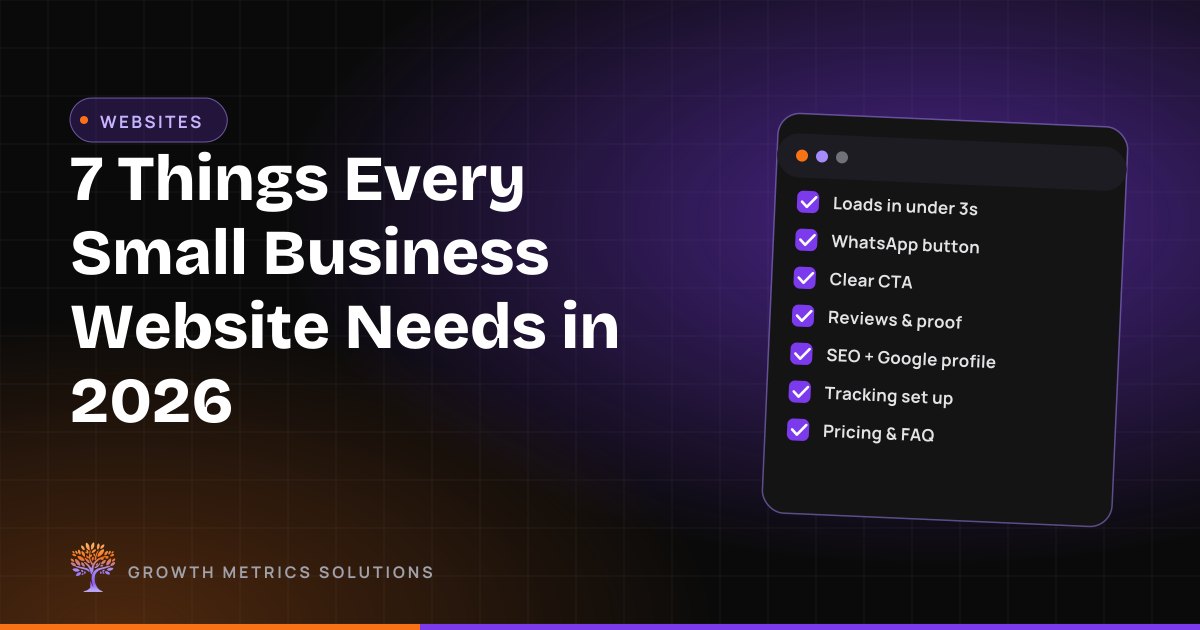 WEBSITES
7 Things Every
Small Business
Website Needs in
2026
Loads in under 3s
WhatsApp button
Clear CTA
Reviews & proof
SEO + Google profile
Tracking set up
Pricing & FAQ
GROWTH METRICS SOLUTIONS